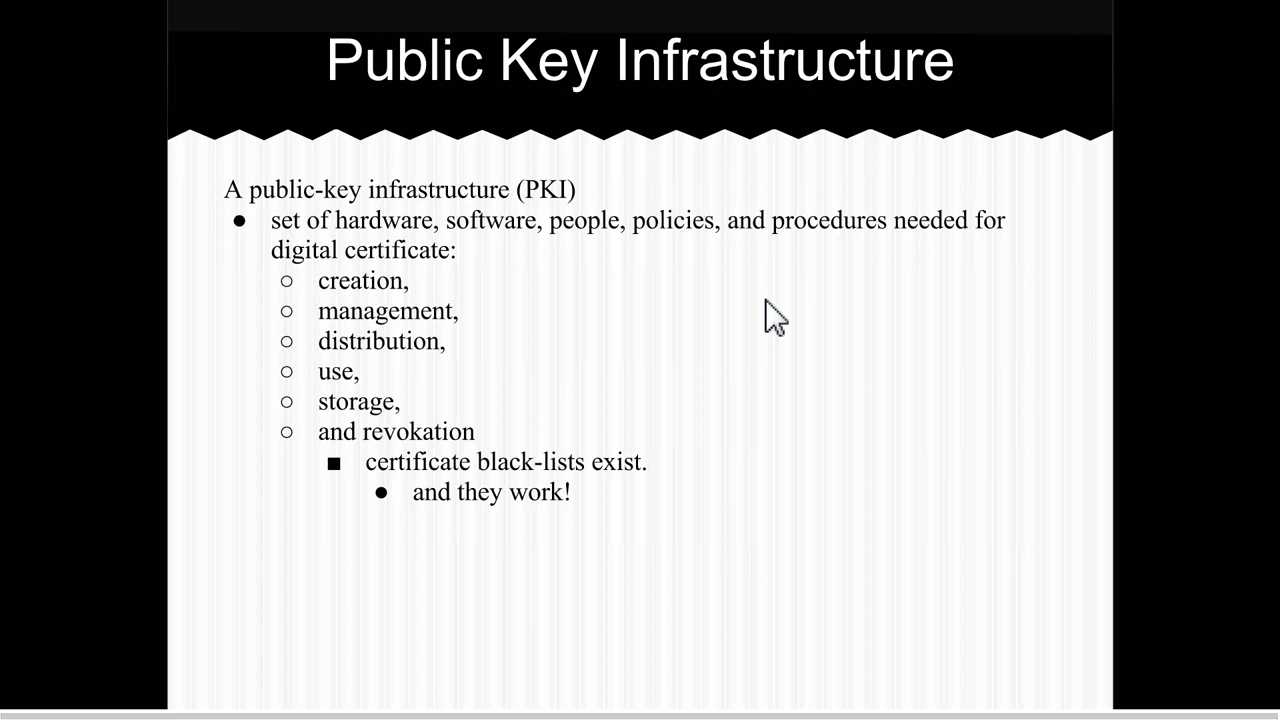 Public Key Infrastructure
A public-key infrastructure (PKI)
● set of hardware, software, people, policies, and procedures needed for
digital certificate:
○ creation,
○ management,
○ distribution,
○ use,
○ storage,
○ and revokation
■ certificate black-lists exist.
● and they work!